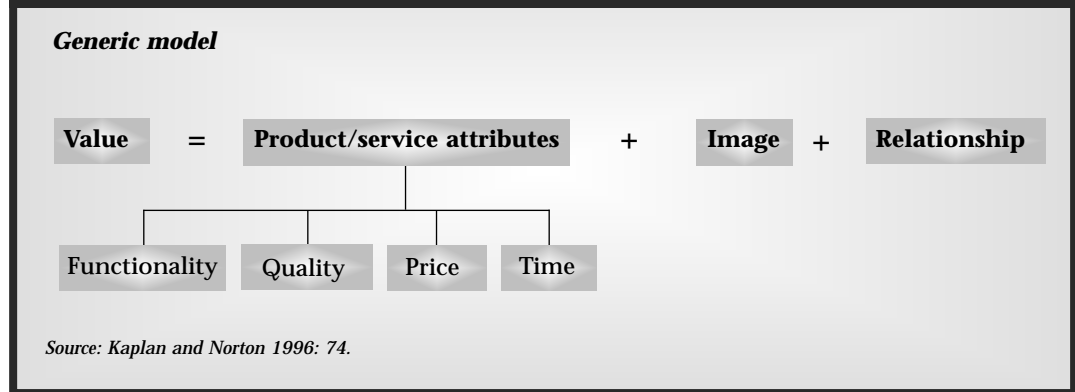 Generic model
Value = Product/service attributes + Image + Relationship
Functionality Quality Price Time
Source: Kaplan and Norton 1996: 74.